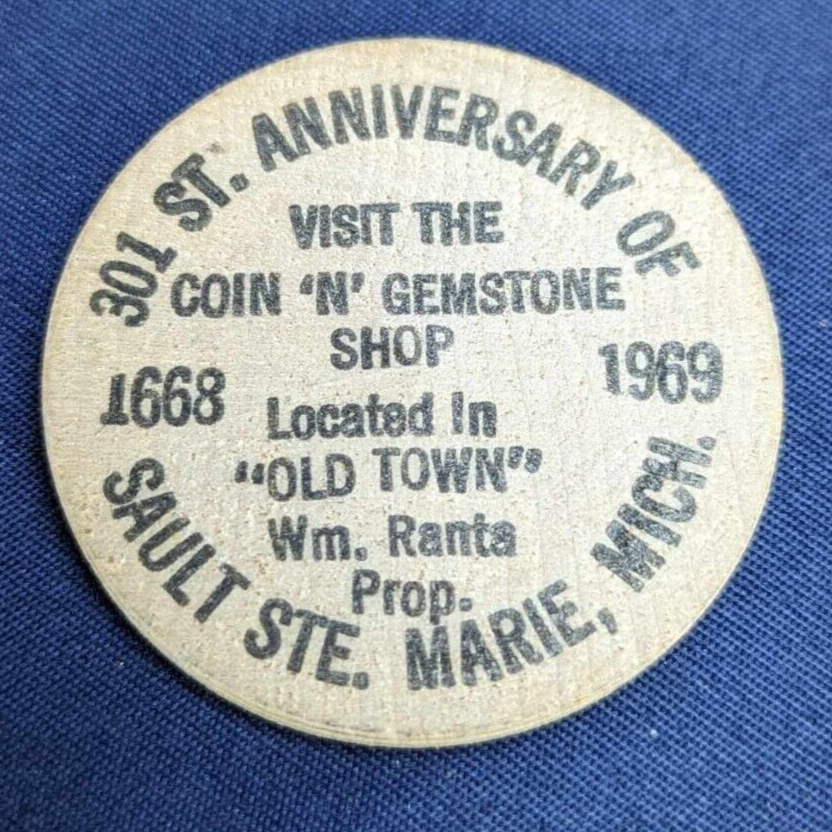 301 ST. ANNIVERSARY OF
VISIT THE
COIN 'N' GEMSTONE
SHOP
1668
1969
Located In
"OLD TOWN"
Wm. Ranta
Prop.
SAULT STE. MARIE, MICH.